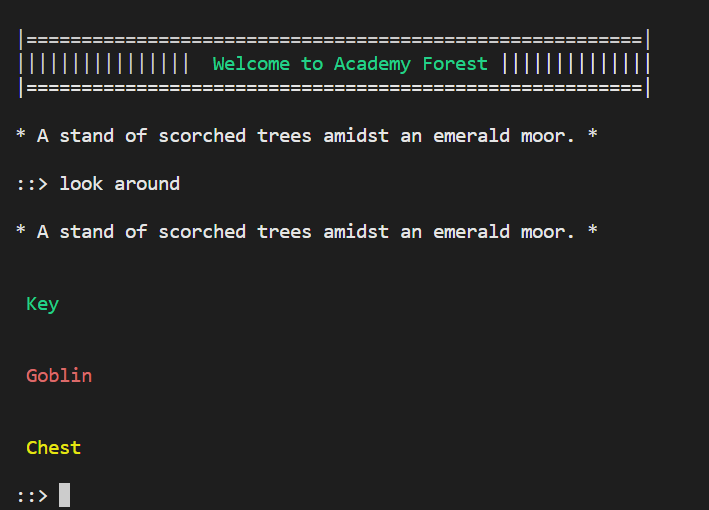 |========================================================|
||||||||||||||||  Welcome to Academy Forest ||||||||||||||
|========================================================|
* A stand of scorched trees amidst an emerald moor. *
::> look around
* A stand of scorched trees amidst an emerald moor. *
Key
Goblin
Chest
::>